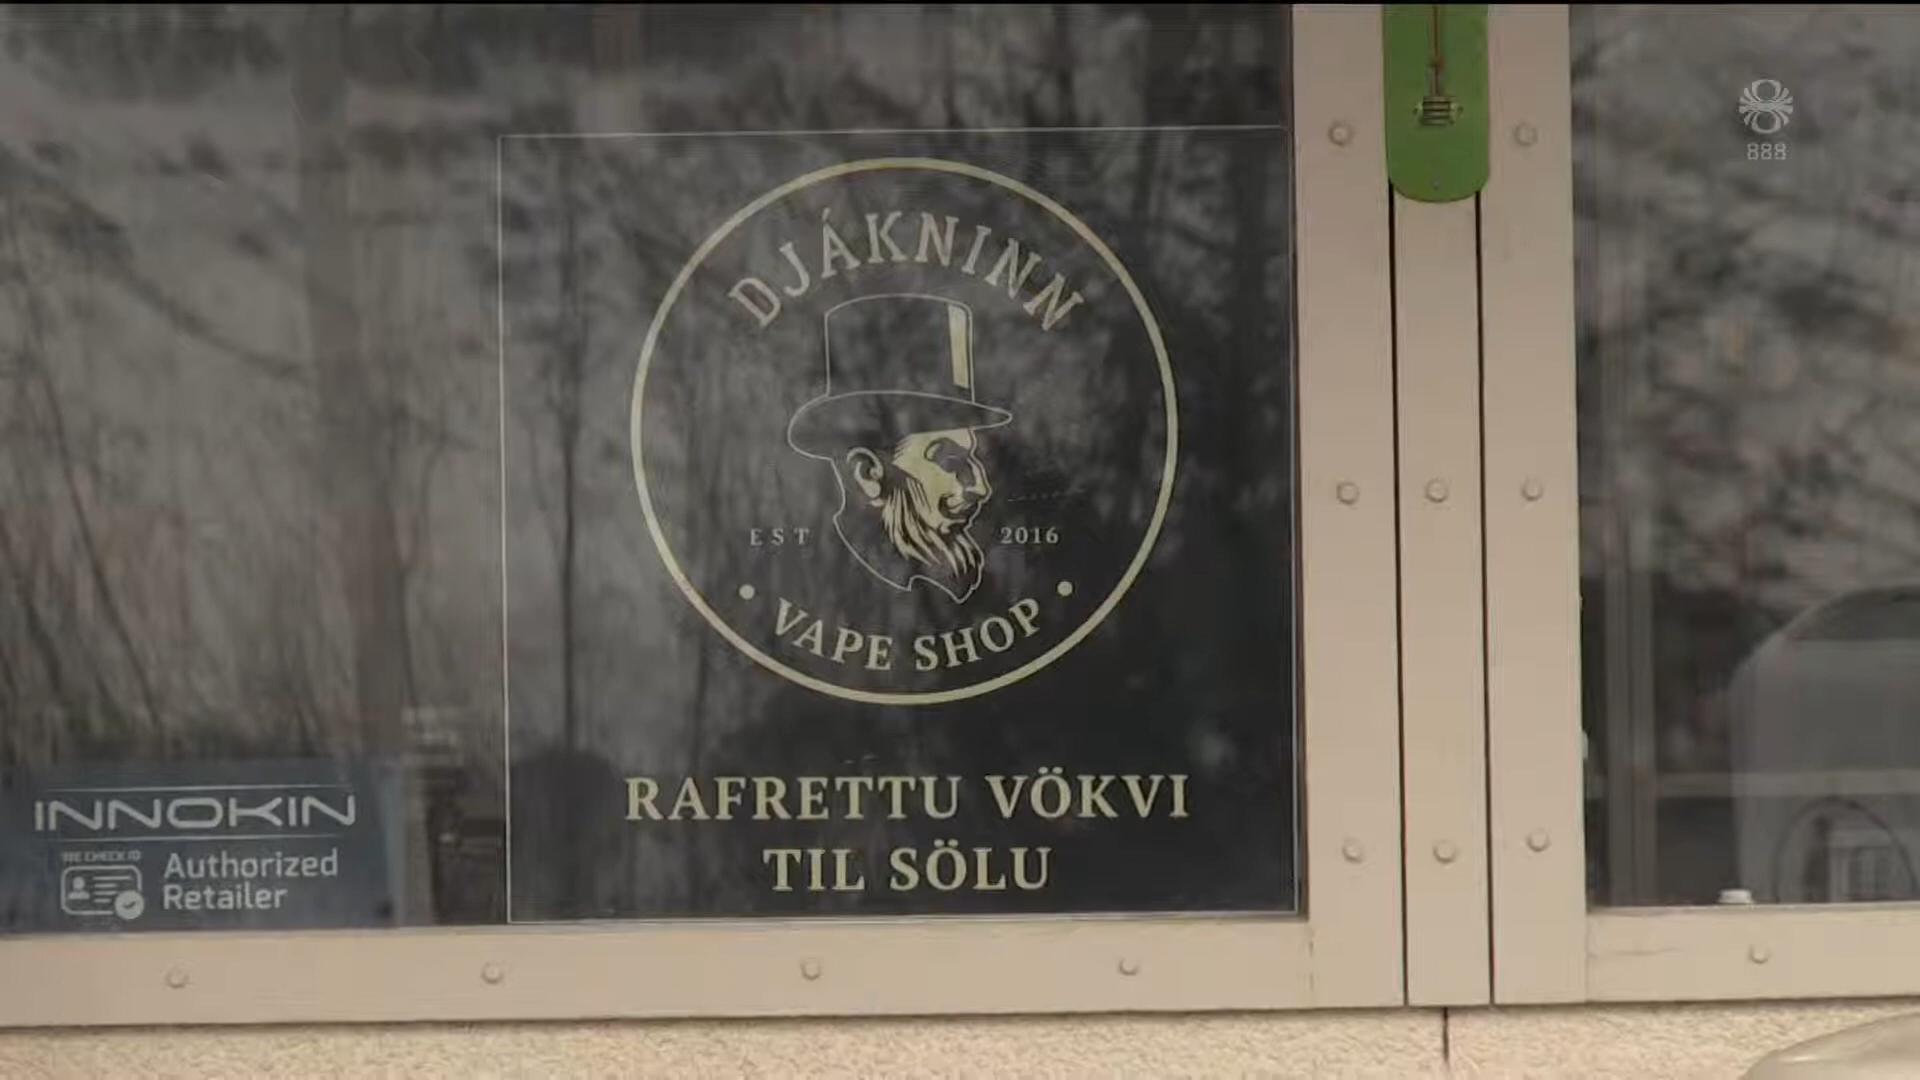 888
DJÁKNINN
EST 2016
VAPE SHOP
RAFRETTU VÖKVI
TIL SÖLU
INNOKIN
WE CHECK ID
Authorized
Retailer